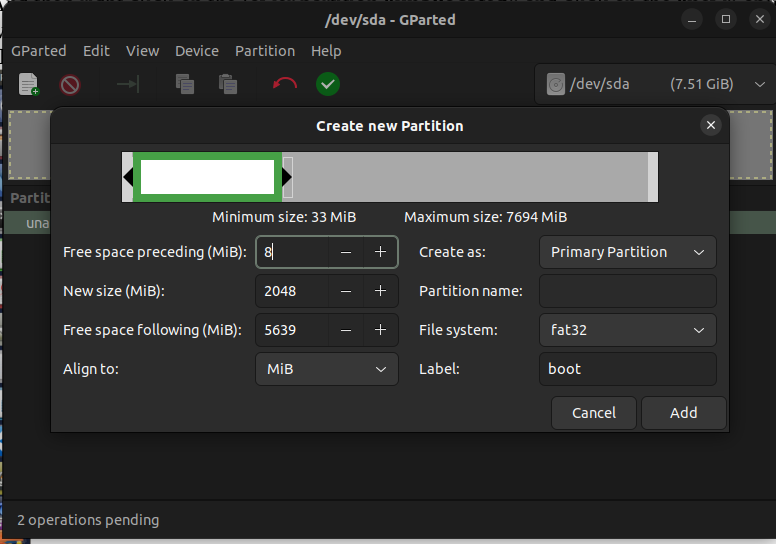 /dev/sda - GParted
GParted Edit View Device Partition Help
/dev/sda (7.51 GiB)
Create new Partition
Minimum size: 33 MiB Maximum size: 7694 MiB
Free space preceding (MiB): 8 Create as: Primary Partition
New size (MiB): 2048 Partition name:
Free space following (MiB): 5639 File system: fat32
Align to: MiB Label: boot
Cancel Add
Partit
una
2 operations pending